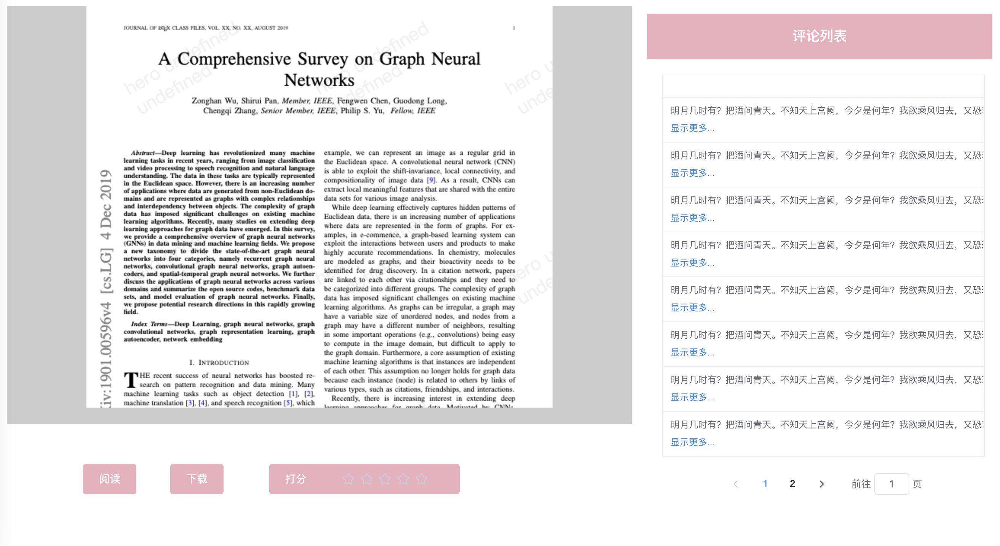 JOURNAL OF LATEX CLASS FILES, VOL. XX, NO. XX, AUGUST 2019
1
A Comprehensive Survey on Graph Neural
Networks
Zonghan Wu, Shirui Pan, Member, IEEE, Fengwen Chen, Guodong Long,
Chengqi Zhang, Senior Member, IEEE, Philip S. Yu, Fellow, IEEE
hero undefined
undefined
hero undefined
undefined
iv:1901.00596v4 [cs.LG] 4 Dec 2019
Abstract—Deep learning has revolutionized many machine
learning tasks in recent years, ranging from image classification
and video processing to speech recognition and natural language
understanding. The data in these tasks are typically represented
in the Euclidean space. However, there is an increasing number
of applications where data are generated from non-Euclidean do-
mains and are represented as graphs with complex relationships
and interdependency between objects. The complexity of graph
data has imposed significant challenges on existing machine
learning algorithms. Recently, many studies on extending deep
learning approaches for graph data have emerged. In this survey,
we provide a comprehensive overview of graph neural networks
(GNNs) in data mining and machine learning fields. We propose
a new taxonomy to divide the state-of-the-art graph neural
networks into four categories, namely recurrent graph neural
networks, convolutional graph neural networks, graph autoen-
coders, and spatial-temporal graph neural networks. We further
discuss the applications of graph neural networks across various
domains and summarize the open source codes, benchmark data
sets, and model evaluation of graph neural networks. Finally,
we propose potential research directions in this rapidly growing
field.
Index Terms—Deep Learning, graph neural networks, graph
convolutional networks, graph representation learning, graph
autoencoder, network embedding
I. INTRODUCTION
THE recent success of neural networks has boosted re-
search on pattern recognition and data mining. Many
machine learning tasks such as object detection [1], [2],
machine translation [3], [4], and speech recognition [5], which
example, we can represent an image as a regular grid in
the Euclidean space. A convolutional neural network (CNN)
is able to exploit the shift-invariance, local connectivity, and
compositionality of image data [9]. As a result, CNNs can
extract local meaningful features that are shared with the entire
data sets for various image analysis.
While deep learning effectively captures hidden patterns of
Euclidean data, there is an increasing number of applications
where data are represented in the form of graphs. For ex-
amples, in e-commence, a graph-based learning system can
exploit the interactions between users and products to make
highly accurate recommendations. In chemistry, molecules
are modeled as graphs, and their bioactivity needs to be
identified for drug discovery. In a citation network, papers
are linked to each other via citationships and they need to
be categorized into different groups. The complexity of graph
data has imposed significant challenges on existing machine
learning algorithms. As graphs can be irregular, a graph may
have a variable size of unordered nodes, and nodes from a
graph may have a different number of neighbors, resulting
in some important operations (e.g., convolutions) being easy
to compute in the image domain, but difficult to apply to
the graph domain. Furthermore, a core assumption of existing
machine learning algorithms is that instances are independent
of each other. This assumption no longer holds for graph data
because each instance (node) is related to others by links of
various types, such as citations, friendships, and interactions.
Recently, there is increasing interest in extending deep
learning approaches for graph data. Motivated by CNNs,
阅读
下载
打分
评论列表
明月几时有？把酒问青天。不知天上宫阙，今夕是何年？我欲乘风归去，又恐
显示更多...
明月几时有？把酒问青天。不知天上宫阙，今夕是何年？我欲乘风归去，又恐
显示更多...
明月几时有？把酒问青天。不知天上宫阙，今夕是何年？我欲乘风归去，又恐
显示更多...
明月几时有？把酒问青天。不知天上宫阙，今夕是何年？我欲乘风归去，又恐
显示更多...
明月几时有？把酒问青天。不知天上宫阙，今夕是何年？我欲乘风归去，又恐
显示更多...
明月几时有？把酒问青天。不知天上宫阙，今夕是何年？我欲乘风归去，又恐
显示更多...
明月几时有？把酒问青天。不知天上宫阙，今夕是何年？我欲乘风归去，又恐
显示更多...
明月几时有？把酒问青天。不知天上宫阙，今夕是何年？我欲乘风归去，又恐
显示更多...
1 2 前往 1 页